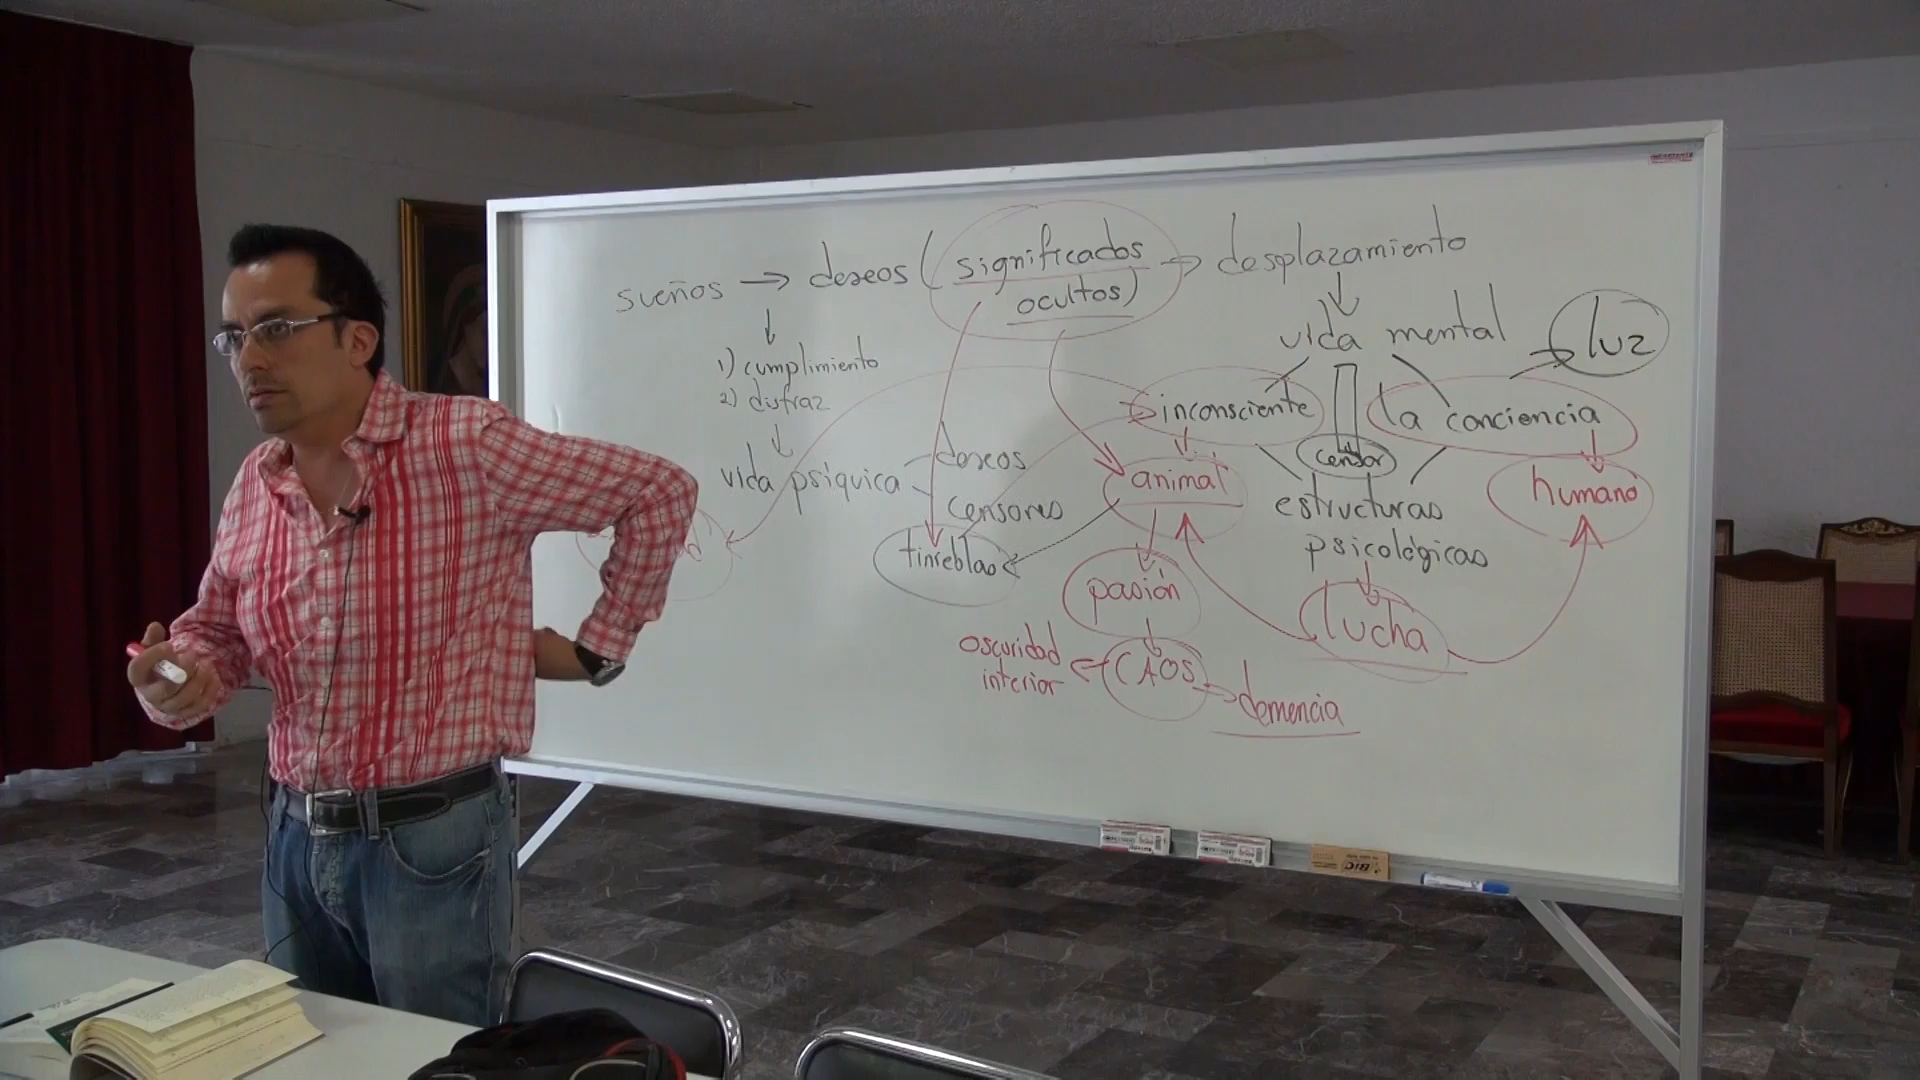 sueños → deseos (significados → desplazamiento
ocultos)
1) cumplimiento
2) disfraz
vida psíquica
deseos
censores
tinieblas
vida mental
luz
inconsciente
censor
la conciencia
animal
humano
estructuras
psicológicas
pasión
lucha
oscuridad
interior
CAOS
demencia
BIC